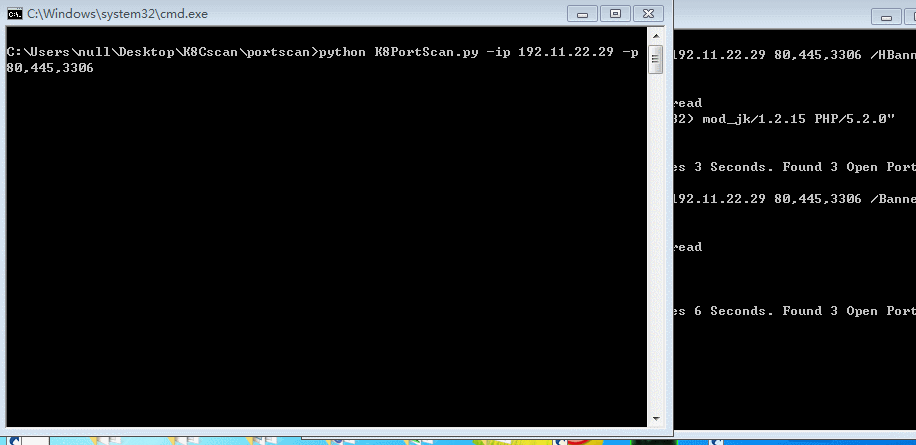 C:\Windows\system32\cmd.exe
C:\Users\null\Desktop\K8Cscan\portscan>python K8PortScan.py -ip 192.11.22.29 -p
80,445,3306
192.11.22.29 80,445,3306 /HBann
read
32> mod_jk/1.2.15 PHP/5.2.0"
es 3 Seconds. Found 3 Open Port
192.11.22.29 80,445,3306 /Banne
read
es 6 Seconds. Found 3 Open Port